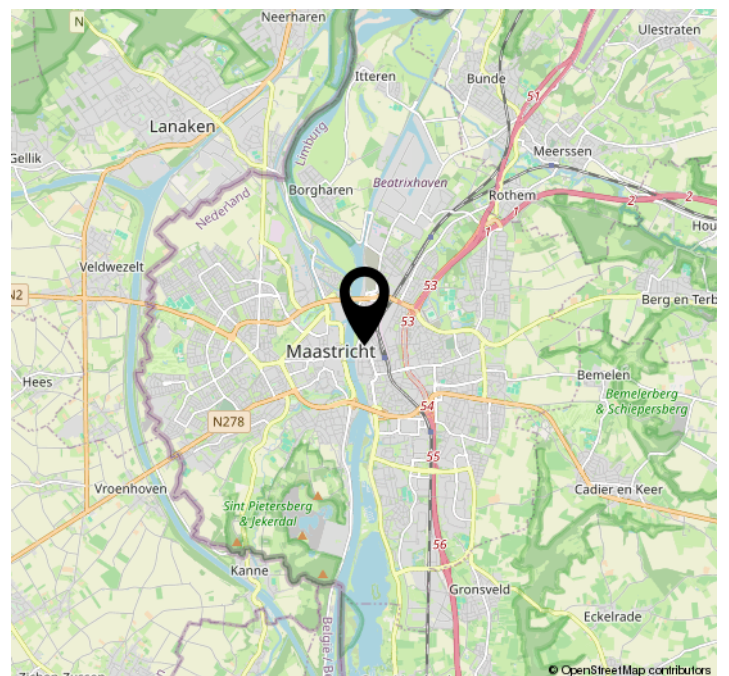 Neerharen
N
Ulestraten
Itteren
Bunde
51
Lanaken
Limburg
Meerssen
Gellik
Borgharen
Beatrixhaven
Nederland
Rothem
2
2
1
1
Hou
Veldwezelt
53
N2
Berg en Terb
53
Maastricht
Hees
Bemelen
Bemelerberg
& Schiepersberg
54
N278
55
Vroenhoven
Cadier en Keer
Sint Pietersberg
& Jekerdal
56
Kanne
Gronsveld
Eckelrade
België / B
© OpenStreetMap contributors